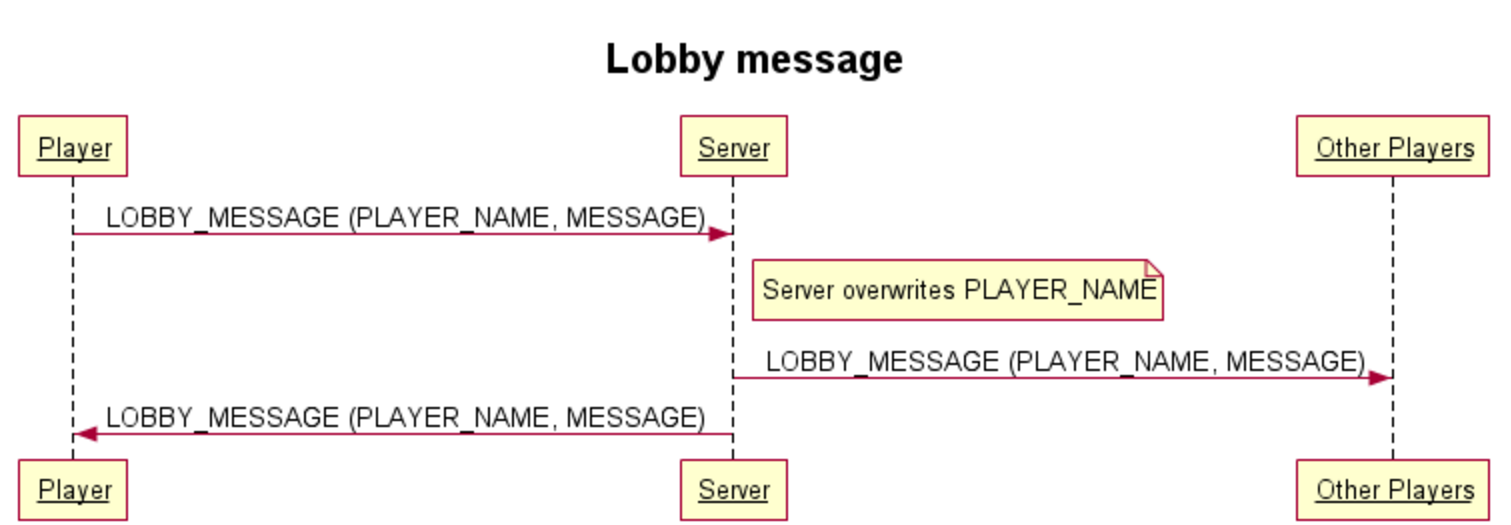 Lobby message
Player
Server
Other Players
LOBBY_MESSAGE (PLAYER_NAME, MESSAGE)
Server overwrites PLAYER_NAME
LOBBY_MESSAGE (PLAYER_NAME, MESSAGE)
LOBBY_MESSAGE (PLAYER_NAME, MESSAGE)
Player
Server
Other Players